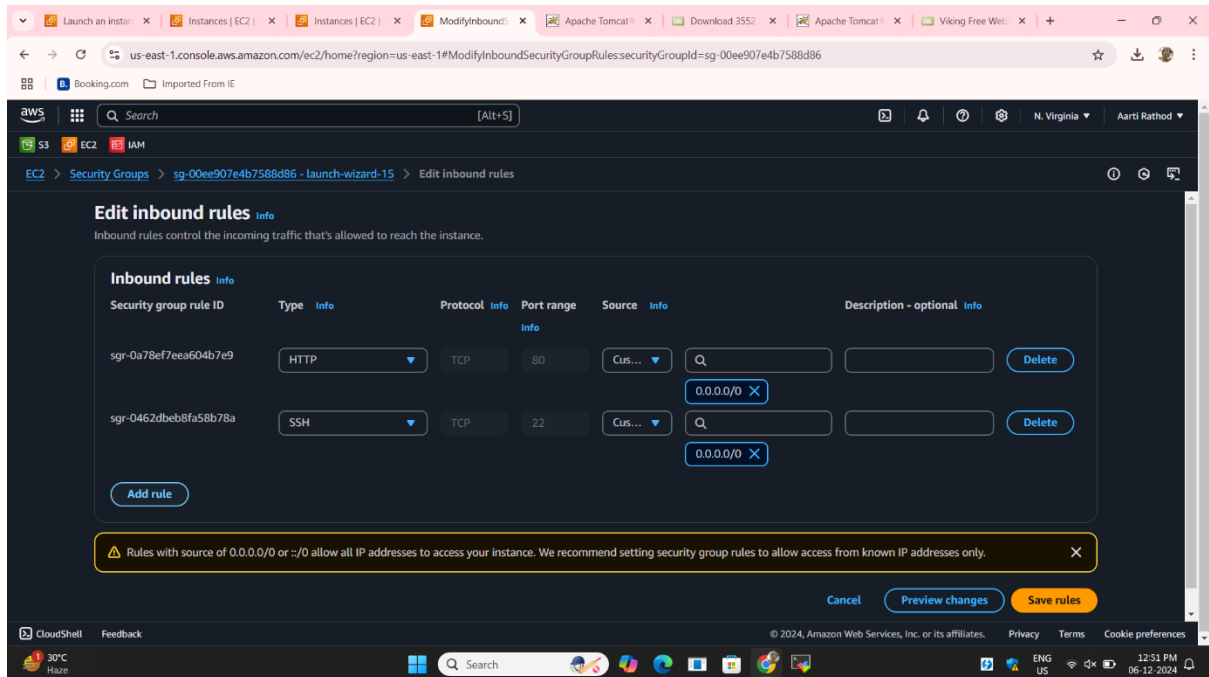 Launch an instan
Instances | EC2 |
Instances | EC2 |
ModifyInboundS
Apache Tomcat®
Download 3552
Apache Tomcat®
Viking Free Web
us-east-1.console.aws.amazon.com/ec2/home?region=us-east-1#ModifyInboundSecurityGroupRules:securityGroupId=sg-00ee907e4b7588d86
B. Booking.com Imported From IE
aws Search [Alt+S] N. Virginia ▼ Aarti Rathod ▼
S3 EC2 IAM
EC2 > Security Groups > sg-00ee907e4b7588d86 - launch-wizard-15 > Edit inbound rules
Edit inbound rules Info
Inbound rules control the incoming traffic that's allowed to reach the instance.
Inbound rules Info
Security group rule ID Type Info Protocol Info Port range Source Info Description - optional Info
Info
sgr-0a78ef7eea604b7e9 HTTP TCP 80 Cus... Delete
0.0.0.0/0
sgr-0462dbeb8fa58b78a SSH TCP 22 Cus... Delete
0.0.0.0/0
Add rule
Rules with source of 0.0.0.0/0 or ::/0 allow all IP addresses to access your instance. We recommend setting security group rules to allow access from known IP addresses only.
Cancel Preview changes Save rules
CloudShell Feedback © 2024, Amazon Web Services, Inc. or its affiliates. Privacy Terms Cookie preferences
1 30°C Search ENG 12:51 PM
Haze US 06-12-2024